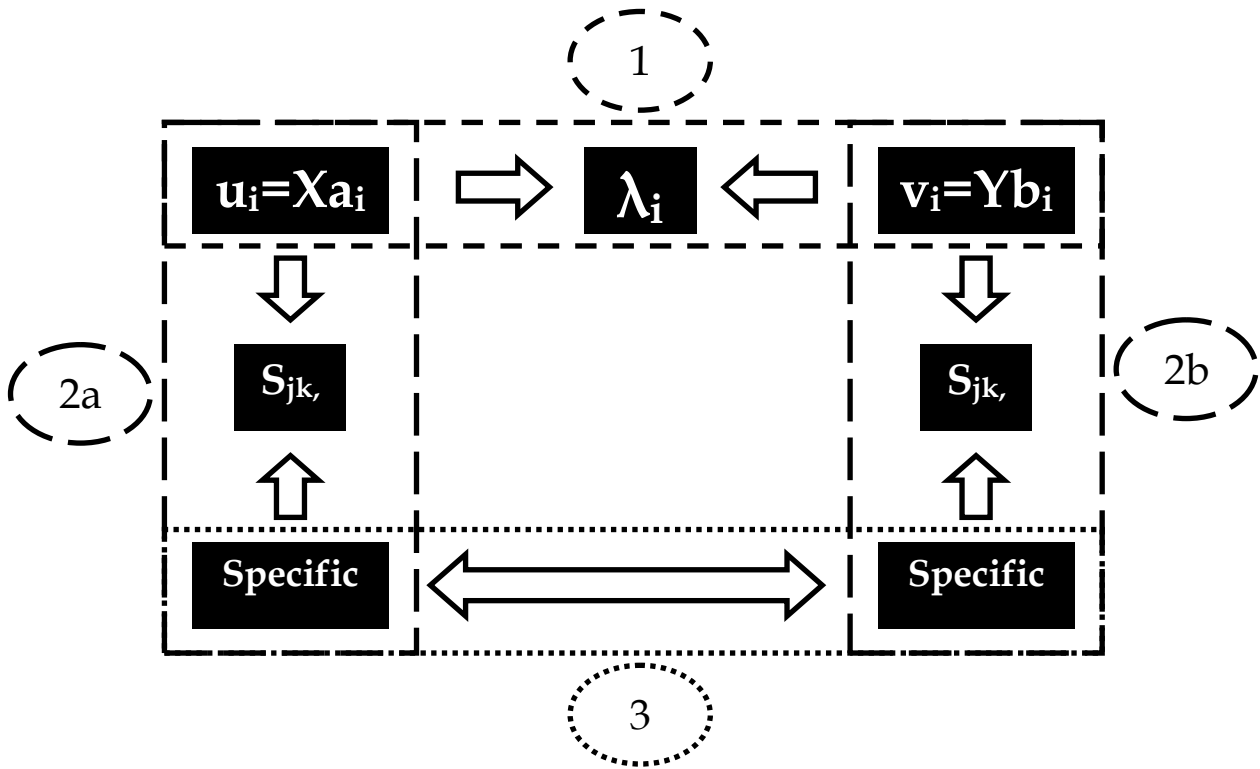 1
uᵢ=Xaᵢ
λᵢ
vᵢ=Ybᵢ
2a
Sⱼₖ,
Sⱼₖ,
2b
Specific
Specific
3